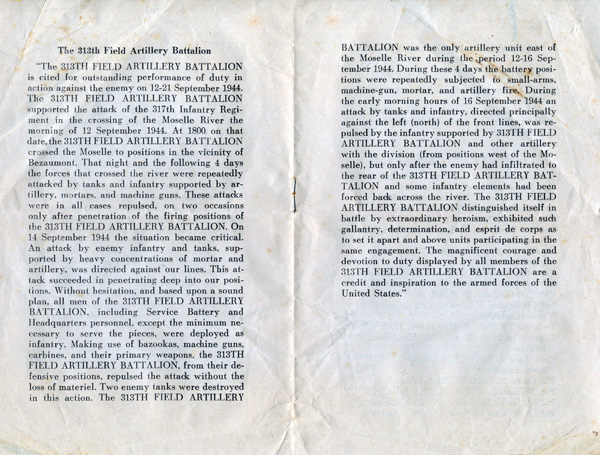 The 313th Field Artillery Battalion
"The 313TH FIELD ARTILLERY BATTALION
is cited for outstanding performance of duty in
action against the enemy on 12-21 September 1944.
The 313TH FIELD ARTILLERY BATTALION
supported the attack of the 317th Infantry Regi-
ment in the crossing of the Moselle River the
morning of 12 September 1944. At 1800 on that
date, the 313TH FIELD ARTILLERY BATTALION
crossed the Moselle to positions in the vicinity of
Bezaumont. That night and the following 4 days
the forces that crossed the river were repeatedly
attacked by tanks and infantry supported by ar-
tillery, mortars, and machine guns. These attacks
were in all cases repulsed, on two occasions
only after penetration of the firing positions of
the 313TH FIELD ARTILLERY BATTALION. On
14 September 1944 the situation became critical.
An attack by enemy infantry and tanks, sup-
ported by heavy concentrations of mortar and
artillery, was directed against our lines. This at-
tack succeeded in penetrating deep into our posi-
tions. Without hesitation, and based upon a sound
plan, all men of the 313TH FIELD ARTILLERY
BATTALION, including Service Battery and
Headquarters personnel, except the minimum ne-
cessary to serve the pieces, were deployed as
infantry. Making use of bazookas, machine guns,
carbines, and their primary weapons, the 313TH
FIELD ARTILLERY BATTALION, from their de-
fensive positions, repulsed the attack without the
loss of materiel. Two enemy tanks were destroyed
in this action. The 313TH FIELD ARTILLERY
BATTALION was the only artillery unit east of
the Moselle River during the period 12-16 Sep-
tember 1944. During these 4 days the battery posi-
tions were repeatedly subjected to small-arms,
machine-gun, mortar, and artillery fire. During
the early morning hours of 16 September 1944 an
attack by tanks and infantry, directed principally
against the left (north) of the front lines, was re-
pulsed by the infantry supported by 313TH FIELD
ARTILLERY BATTALION and other artillery
with the division (from positions west of the Mo-
selle), but only after the enemy had infiltrated to
the rear of the 313TH FIELD ARTILLERY BAT-
TALION and some infantry elements had been
forced back across the river. The 313TH FIELD
ARTILLERY BATTALION distinguished itself in
battle by extraordinary heroism, exhibited such
gallantry, determination, and esprit de corps as
to set it apart and above units participating in the
same engagement. The magnificent courage and
devotion to duty displayed by all members of the
313TH FIELD ARTILLERY BATTALION are a
credit and inspiration to the armed forces of the
United States."